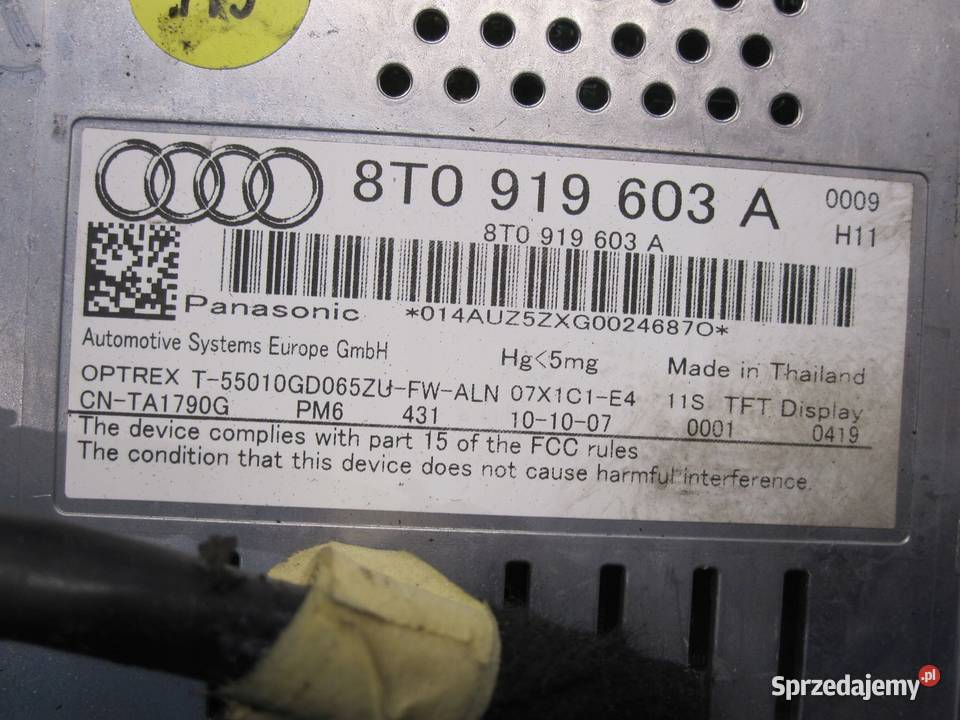 8T0 919 603 A 0009
H11
8T0 919 603 A
Panasonic *014AUZ5ZXG0024687O*
Automotive Systems Europe GmbH Hg<5mg Made in Thailand
OPTREX T-55010GD065ZU-FW-ALN 07X1C1-E4 11S TFT Display
CN-TA1790G PM6 431 10-10-07 0001 0419
The device complies with part 15 of the FCC rules
The condition that this device does not cause harmful interference.
Sprzedajemy.pl